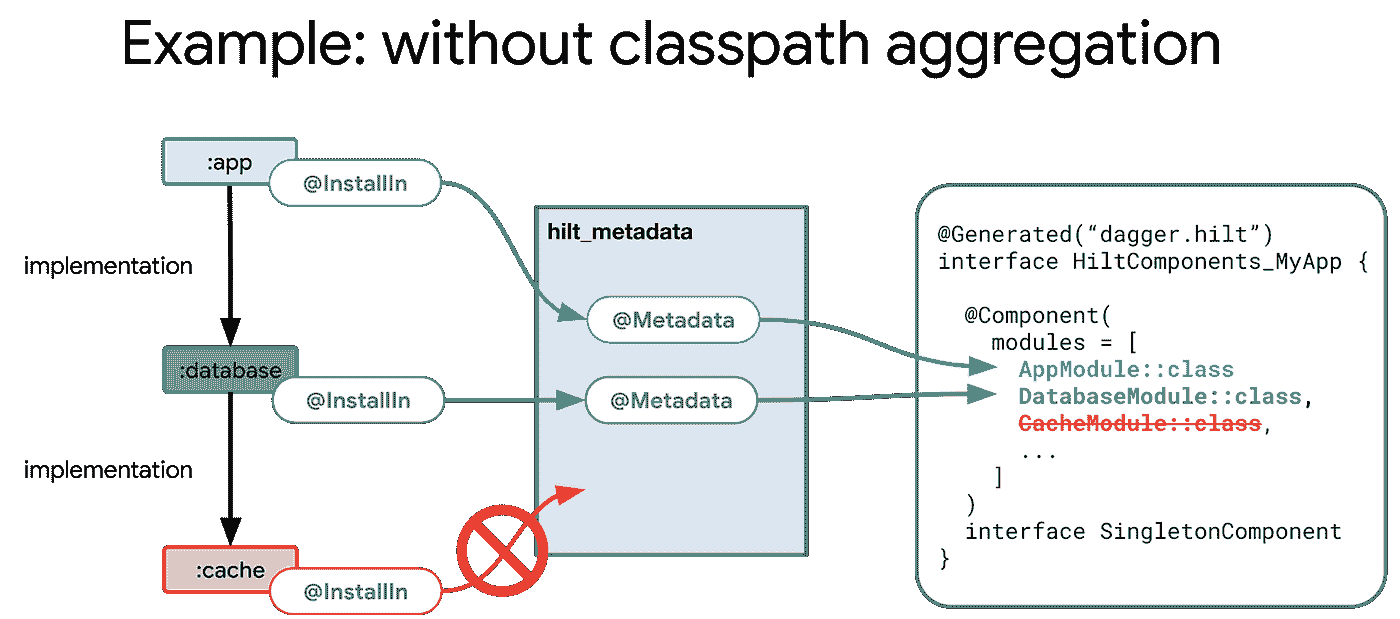 Example: without classpath aggregation
:app
@InstallIn
implementation
:database
@InstallIn
implementation
:cache
@InstallIn
hilt_metadata
@Metadata
@Metadata
@Generated(“dagger.hilt”)
interface HiltComponents_MyApp {
@Component(
modules = [
AppModule::class
DatabaseModule::class,
CacheModule::class,
...
]
)
interface SingletonComponent
}